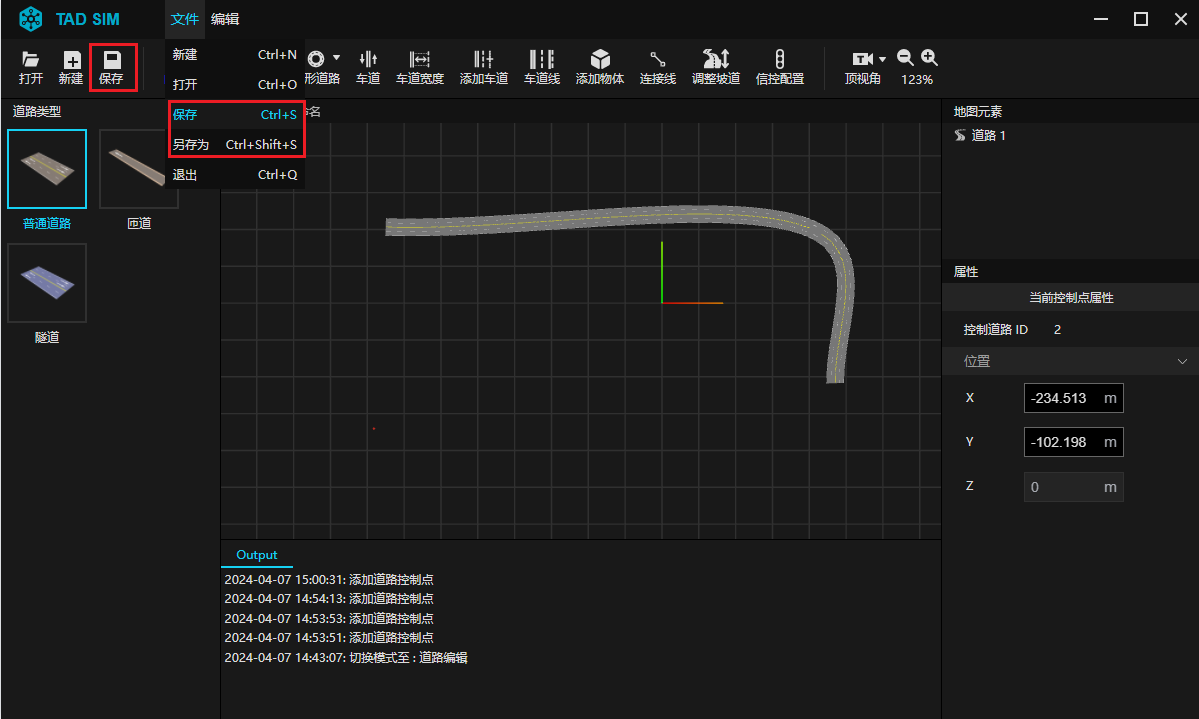 TAD SIM
文件 编辑
打开 新建 保存
新建 Ctrl+N
打开 Ctrl+O
保存 Ctrl+S
另存为 Ctrl+Shift+S
退出 Ctrl+Q
形道路 车道 车道宽度 添加车道 车道线 添加物体 连接线 调整坡道 信控配置 顶视角 123%
道路类型
普通道路 匝道
隧道
名
地图元素
道路 1
属性
当前控制点属性
控制道路 ID 2
位置
X -234.513 m
Y -102.198 m
Z 0 m
Output
2024-04-07 15:00:31: 添加道路控制点
2024-04-07 14:54:13: 添加道路控制点
2024-04-07 14:53:53: 添加道路控制点
2024-04-07 14:53:51: 添加道路控制点
2024-04-07 14:43:07: 切换模式至 : 道路编辑